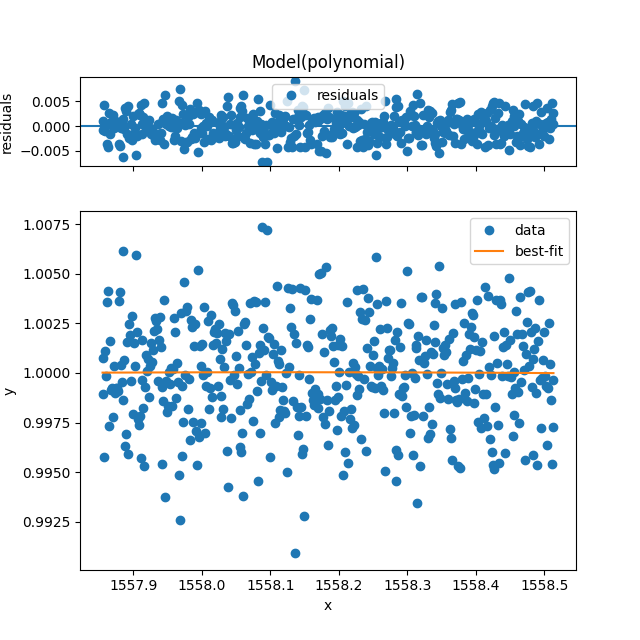 Model(polynomial)
residuals
0.005
0.000
−0.005
residuals
1.0075
1.0050
1.0025
1.0000
0.9975
0.9950
0.9925
y
data
best-fit
1557.9 1558.0 1558.1 1558.2 1558.3 1558.4 1558.5
x